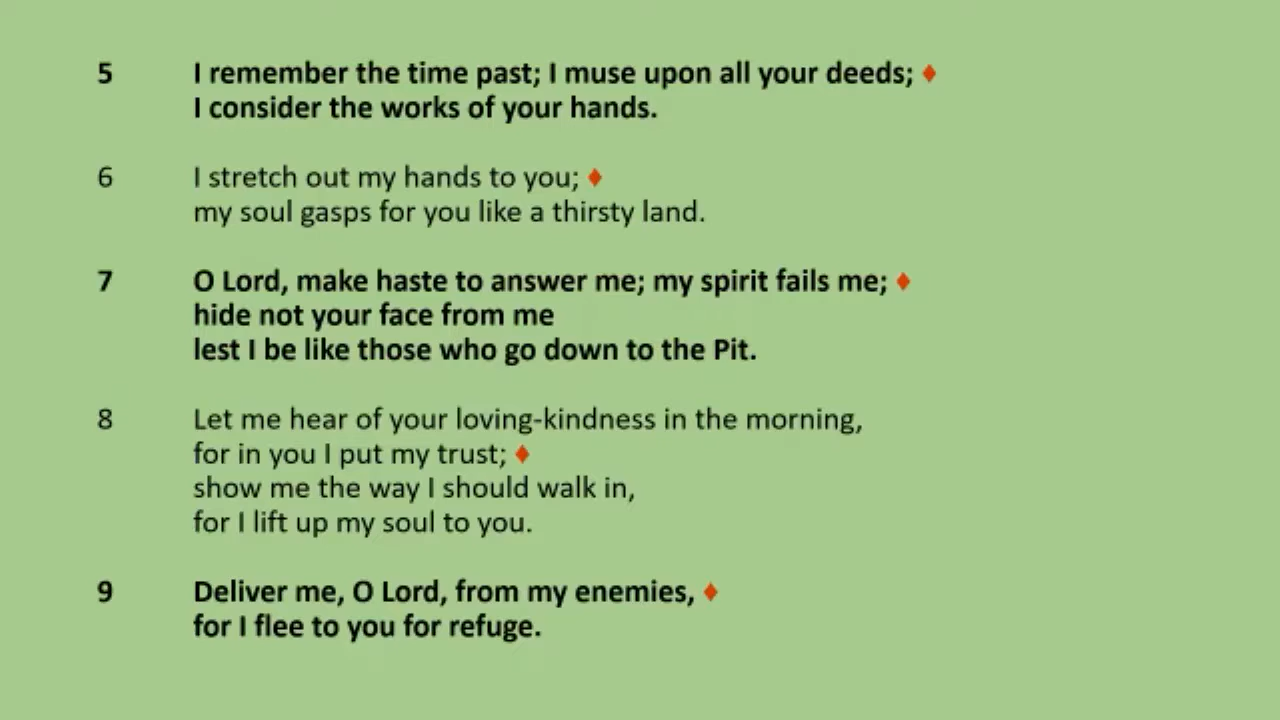 5 I remember the time past; I muse upon all your deeds; ♦
I consider the works of your hands.
6 I stretch out my hands to you; ♦
my soul gasps for you like a thirsty land.
7 O Lord, make haste to answer me; my spirit fails me; ♦
hide not your face from me
lest I be like those who go down to the Pit.
8 Let me hear of your loving-kindness in the morning,
for in you I put my trust; ♦
show me the way I should walk in,
for I lift up my soul to you.
9 Deliver me, O Lord, from my enemies, ♦
for I flee to you for refuge.